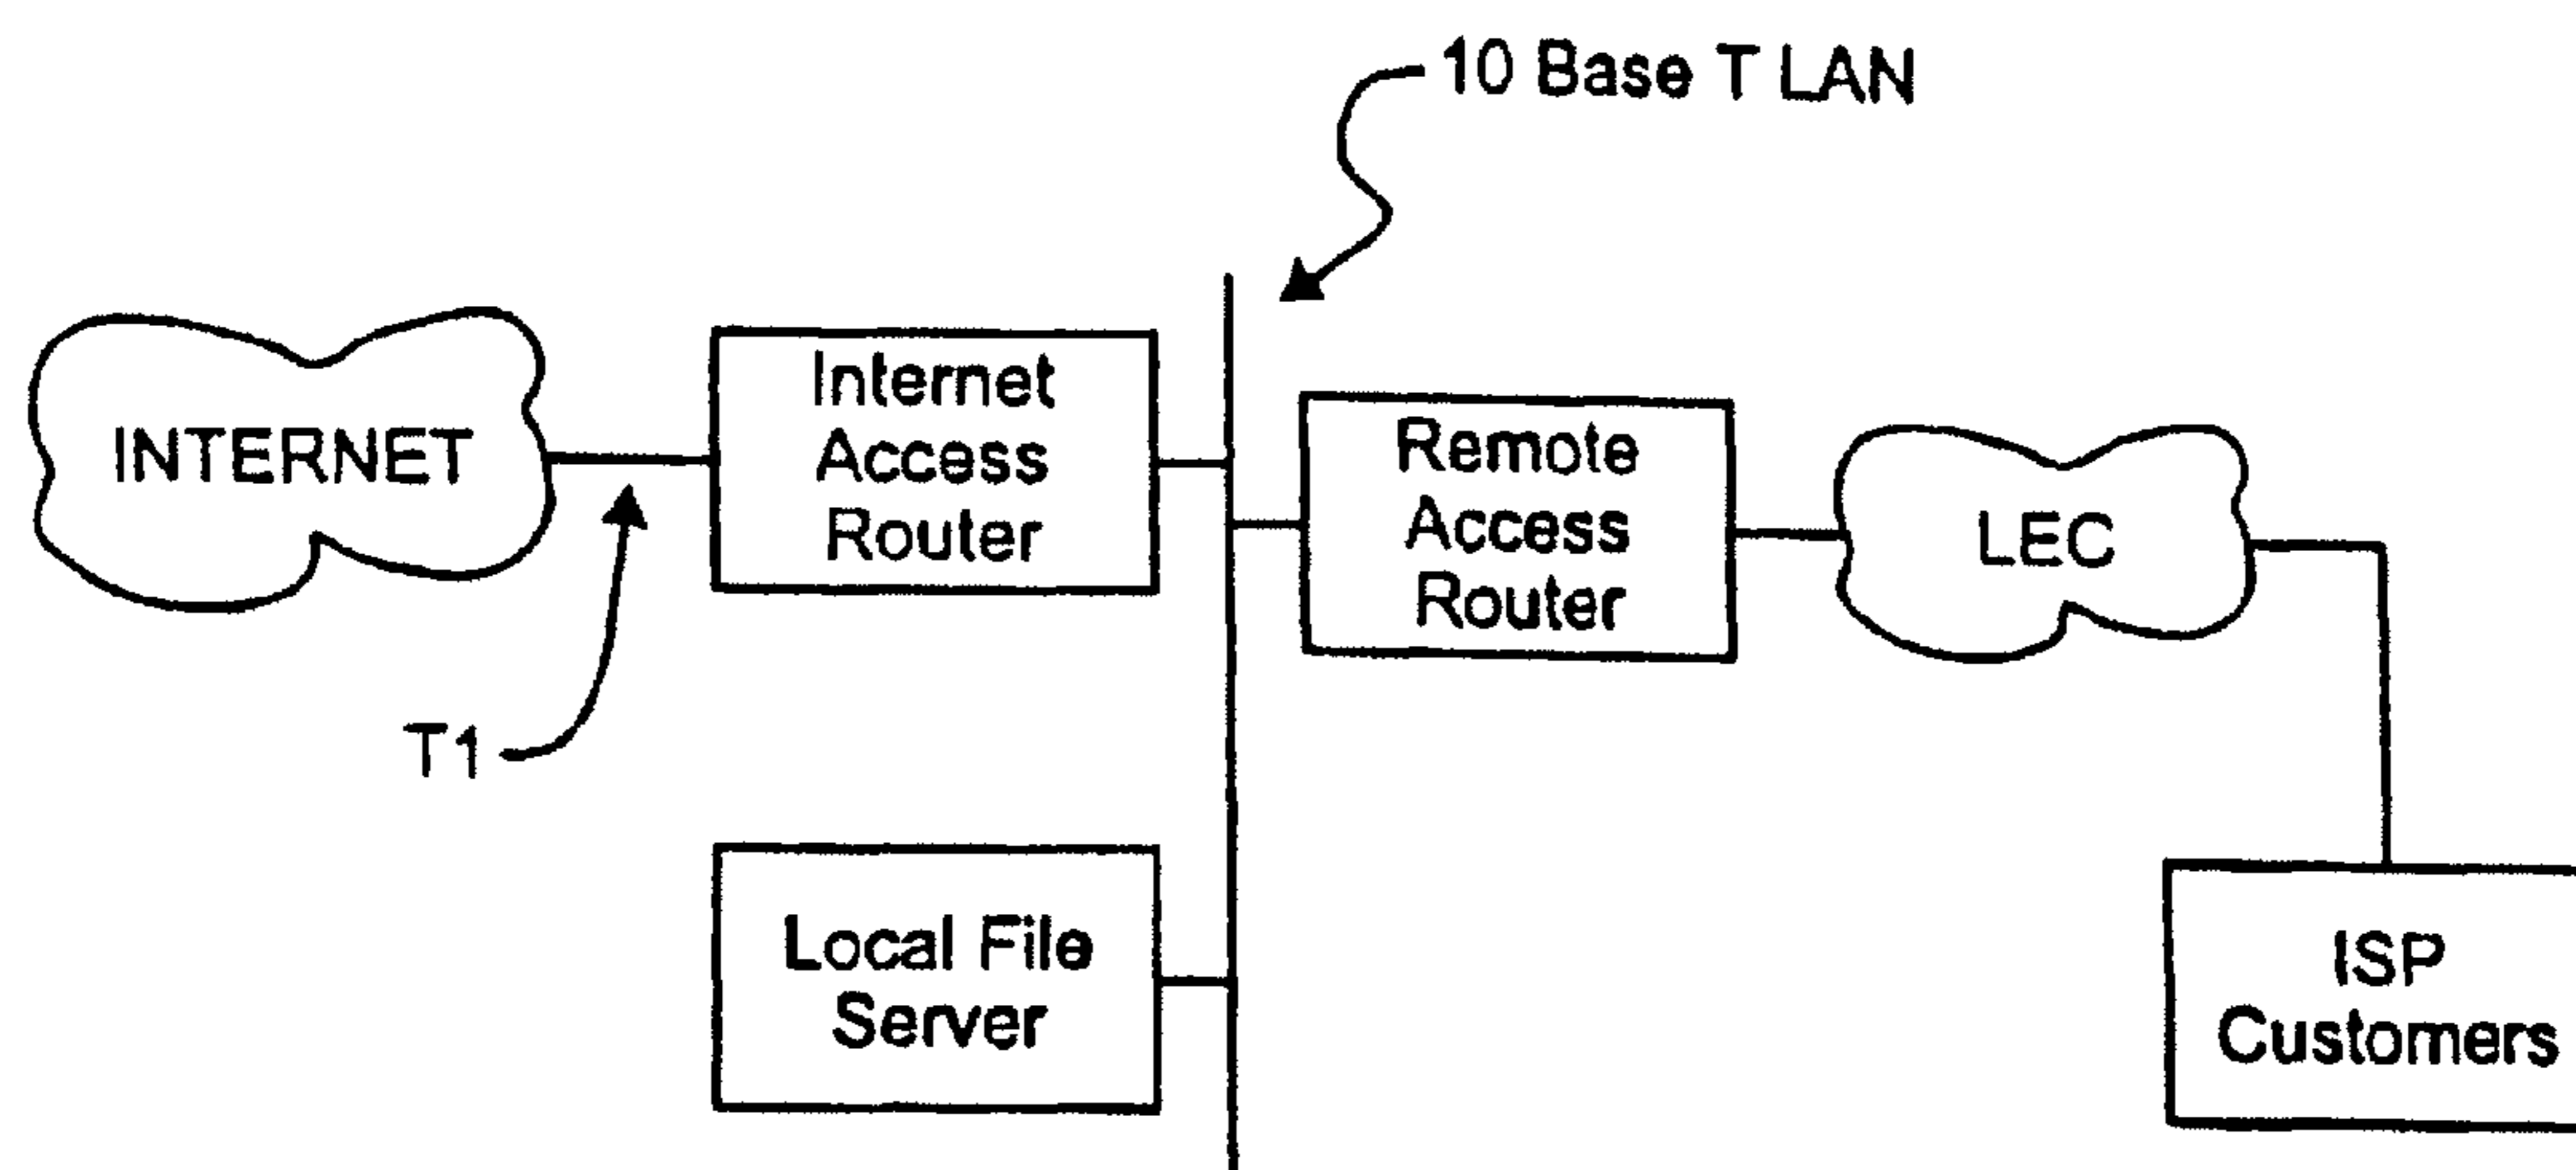 10 Base T LAN
INTERNET
Internet
Access
Router
Remote
Access
Router
LEC
T1
Local File
Server
ISP
Customers